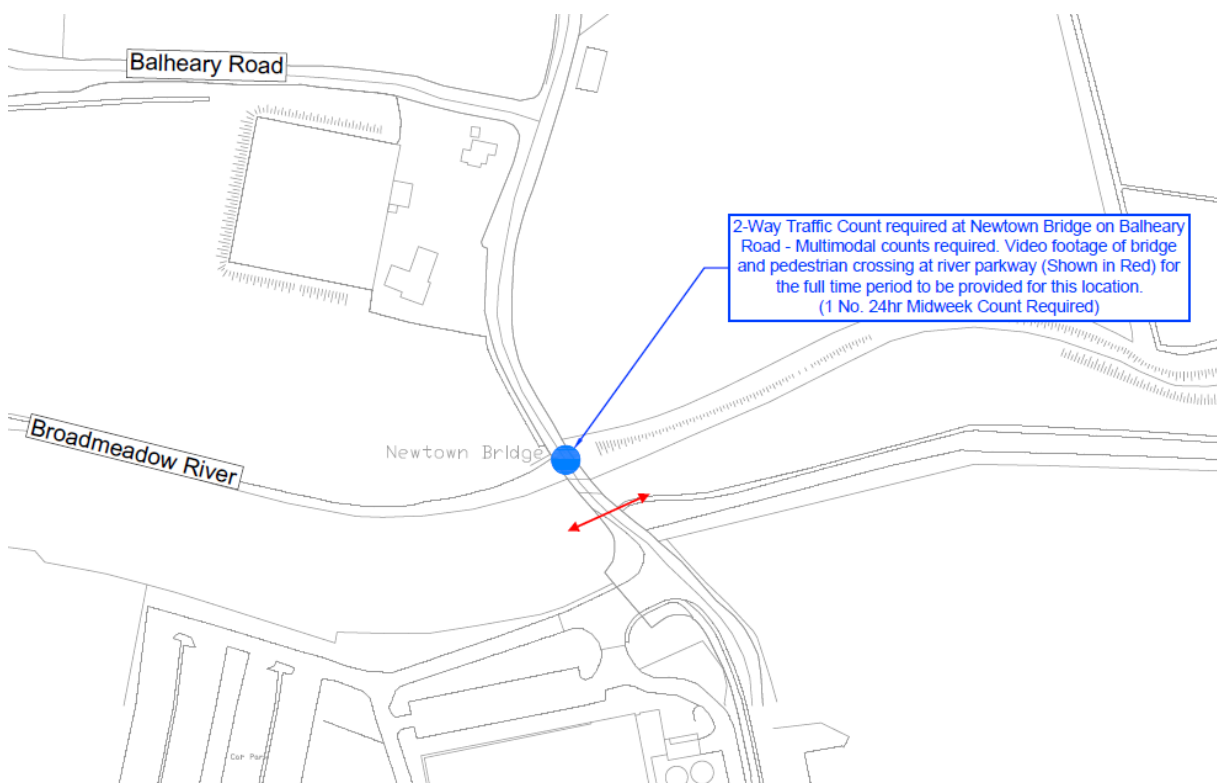 Balheary Road
2-Way Traffic Count required at Newtown Bridge on Balheary
Road - Multimodal counts required. Video footage of bridge
and pedestrian crossing at river parkway (Shown in Red) for
the full time period to be provided for this location.
(1 No. 24hr Midweek Count Required)
Broadmeadow River
Newtown Bridge
Car Park